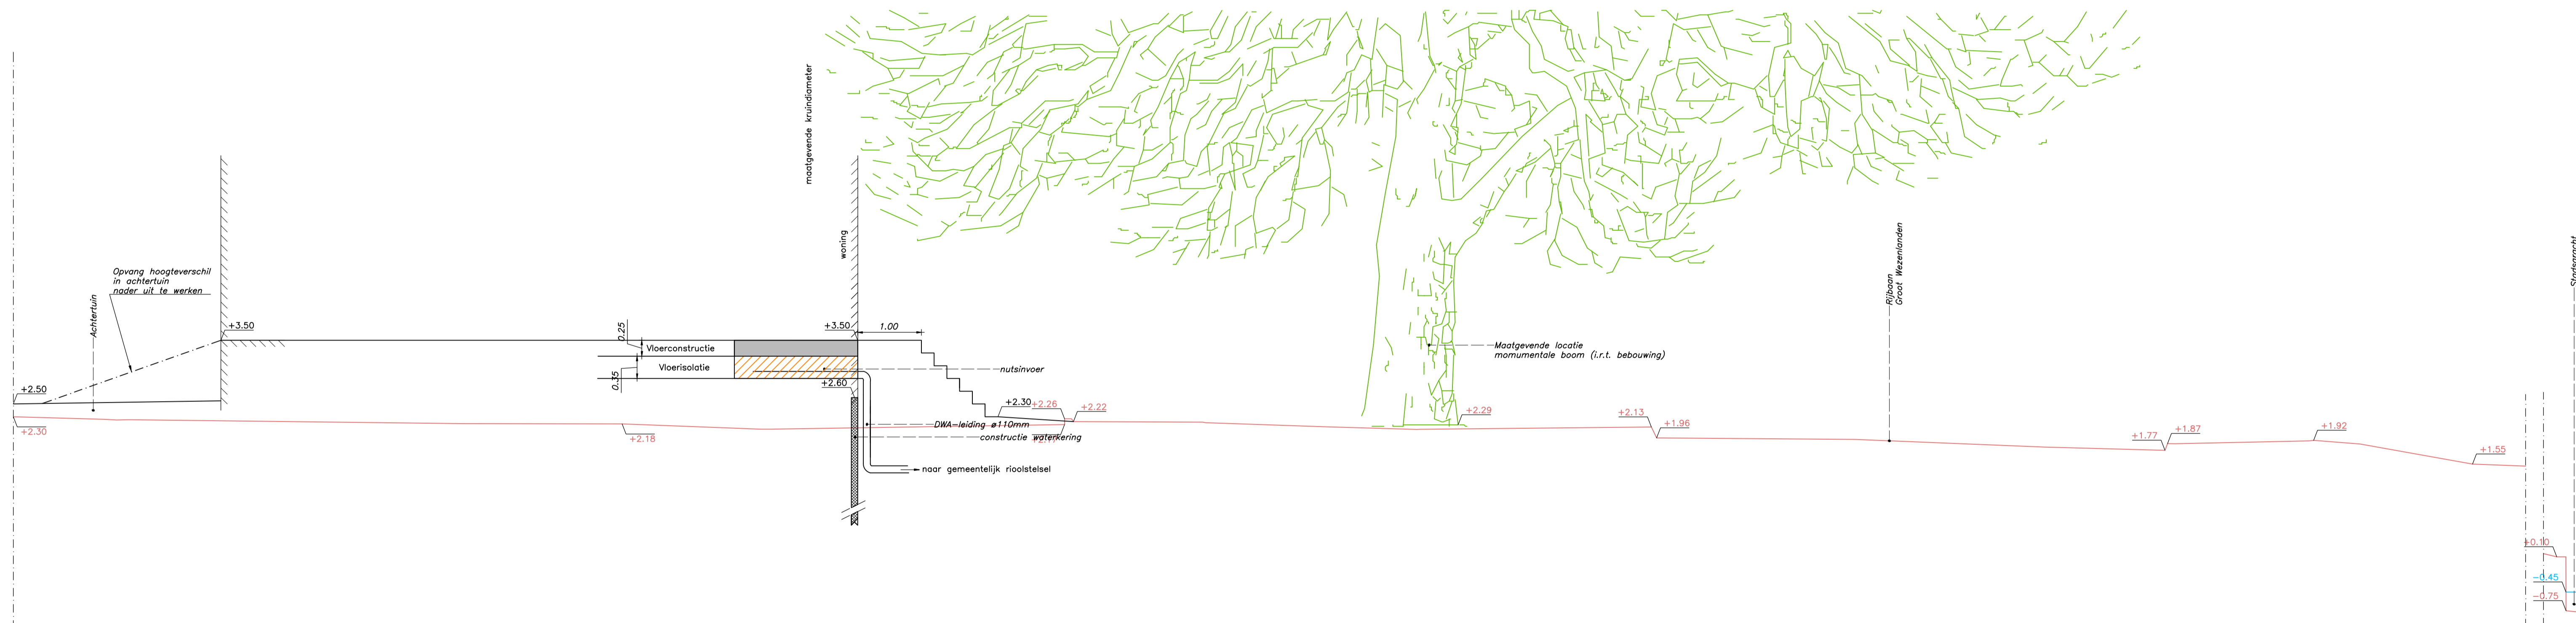 maatgevende kruindiameter
woning
Opvang hoogteverschil
in achtertuin
nader uit te werken
Achtertuin
+3.50
+2.50
+2.30
0.25
Vloerconstructie
0.35
Vloerisolatie
+2.18
+3.50
1.00
nutsinvoer
+2.60
+2.30
+2.26
+2.22
DWA-leiding ø110mm
constructie waterkering
naar gemeentelijk rioolstelsel
Maatgevende locatie
momumentale boom (i.r.t. bebouwing)
+2.29
+2.13
+1.96
Rijbaan
Groot Wezenlanden
+1.77
+1.87
+1.92
+1.55
Stadsgracht
+0.10
-0.45
-0.75